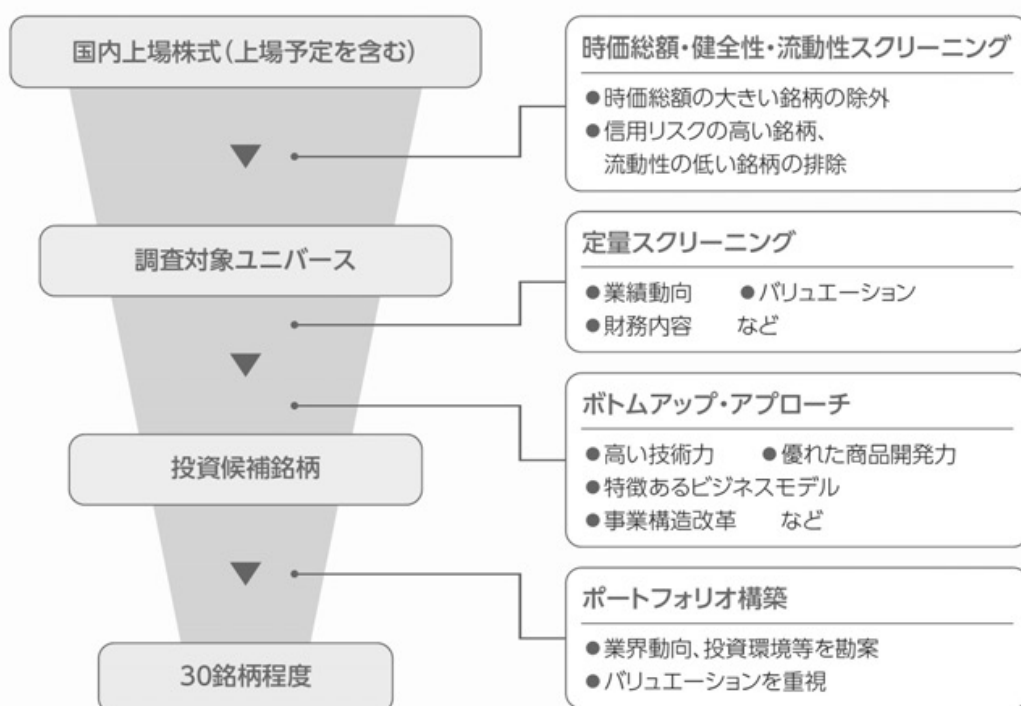 国内上場株式(上場予定を含む)
時価総額・健全性・流動性スクリーニング
●時価総額の大きい銘柄の除外
●信用リスクの高い銘柄、
流動性の低い銘柄の排除
調査対象ユニバース
定量スクリーニング
●業績動向 ●バリュエーション
●財務内容 など
ボトムアップ・アプローチ
●高い技術力 ●優れた商品開発力
●特徴あるビジネスモデル
●事業構造改革 など
投資候補銘柄
ポートフォリオ構築
●業界動向、投資環境等を勘案
●バリュエーションを重視
30銘柄程度